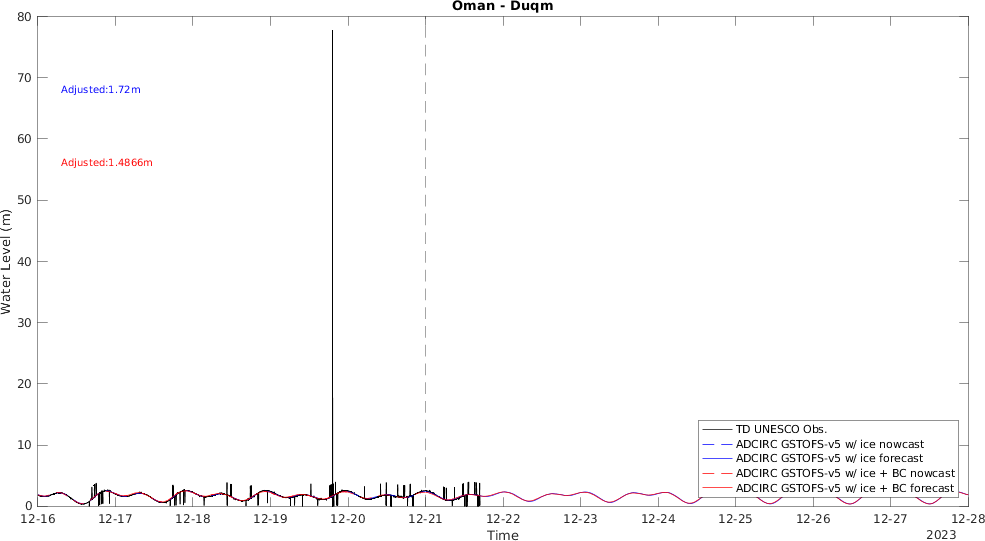 Oman - Duqm
80
70
60
50
40
30
20
10
0
Water Level (m)
Adjusted:1.72m
Adjusted:1.4866m
TD UNESCO Obs.
ADCIRC GSTOFS-v5 w/ ice nowcast
ADCIRC GSTOFS-v5 w/ ice forecast
ADCIRC GSTOFS-v5 w/ ice + BC nowcast
ADCIRC GSTOFS-v5 w/ ice + BC forecast
12-16 12-17 12-18 12-19 12-20 12-21 12-22 12-23 12-24 12-25 12-26 12-27 12-28
Time
2023